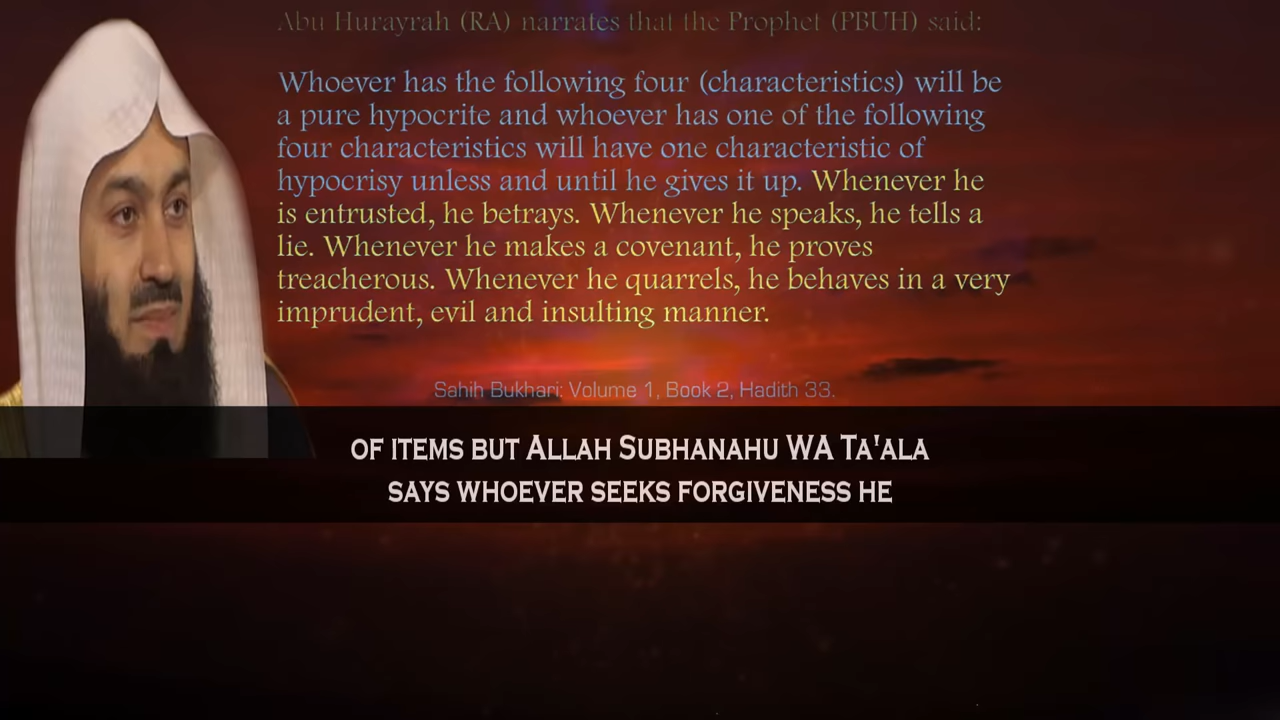 Abu Hurayrah (RA) narrates that the Prophet (PBUH) said:
Whoever has the following four (characteristics) will be
a pure hypocrite and whoever has one of the following
four characteristics will have one characteristic of
hypocrisy unless and until he gives it up. Whenever he
is entrusted, he betrays. Whenever he speaks, he tells a
lie. Whenever he makes a covenant, he proves
treacherous. Whenever he quarrels, he behaves in a very
imprudent, evil and insulting manner.
Sahih Bukhari: Volume 1, Book 2, Hadith 33.
OF ITEMS BUT ALLAH SUBHANAHU WA TA'ALA
SAYS WHOEVER SEEKS FORGIVENESS HE